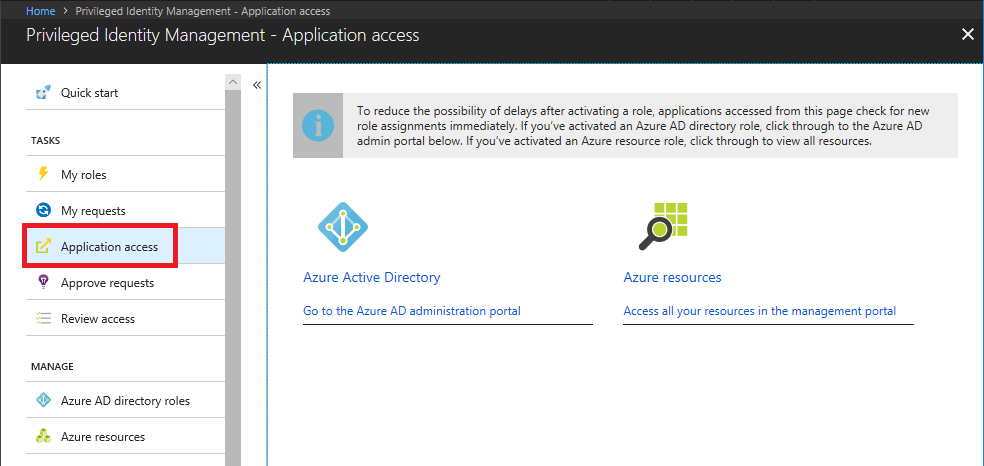 Home > Privileged Identity Management - Application access
Privileged Identity Management - Application access
Quick start
TASKS
My roles
My requests
Application access
Approve requests
Review access
MANAGE
Azure AD directory roles
Azure resources
To reduce the possibility of delays after activating a role, applications accessed from this page check for new
role assignments immediately. If you've activated an Azure AD directory role, click through to the Azure AD
admin portal below. If you've activated an Azure resource role, click through to view all resources.
Azure Active Directory
Go to the Azure AD administration portal
Azure resources
Access all your resources in the management portal